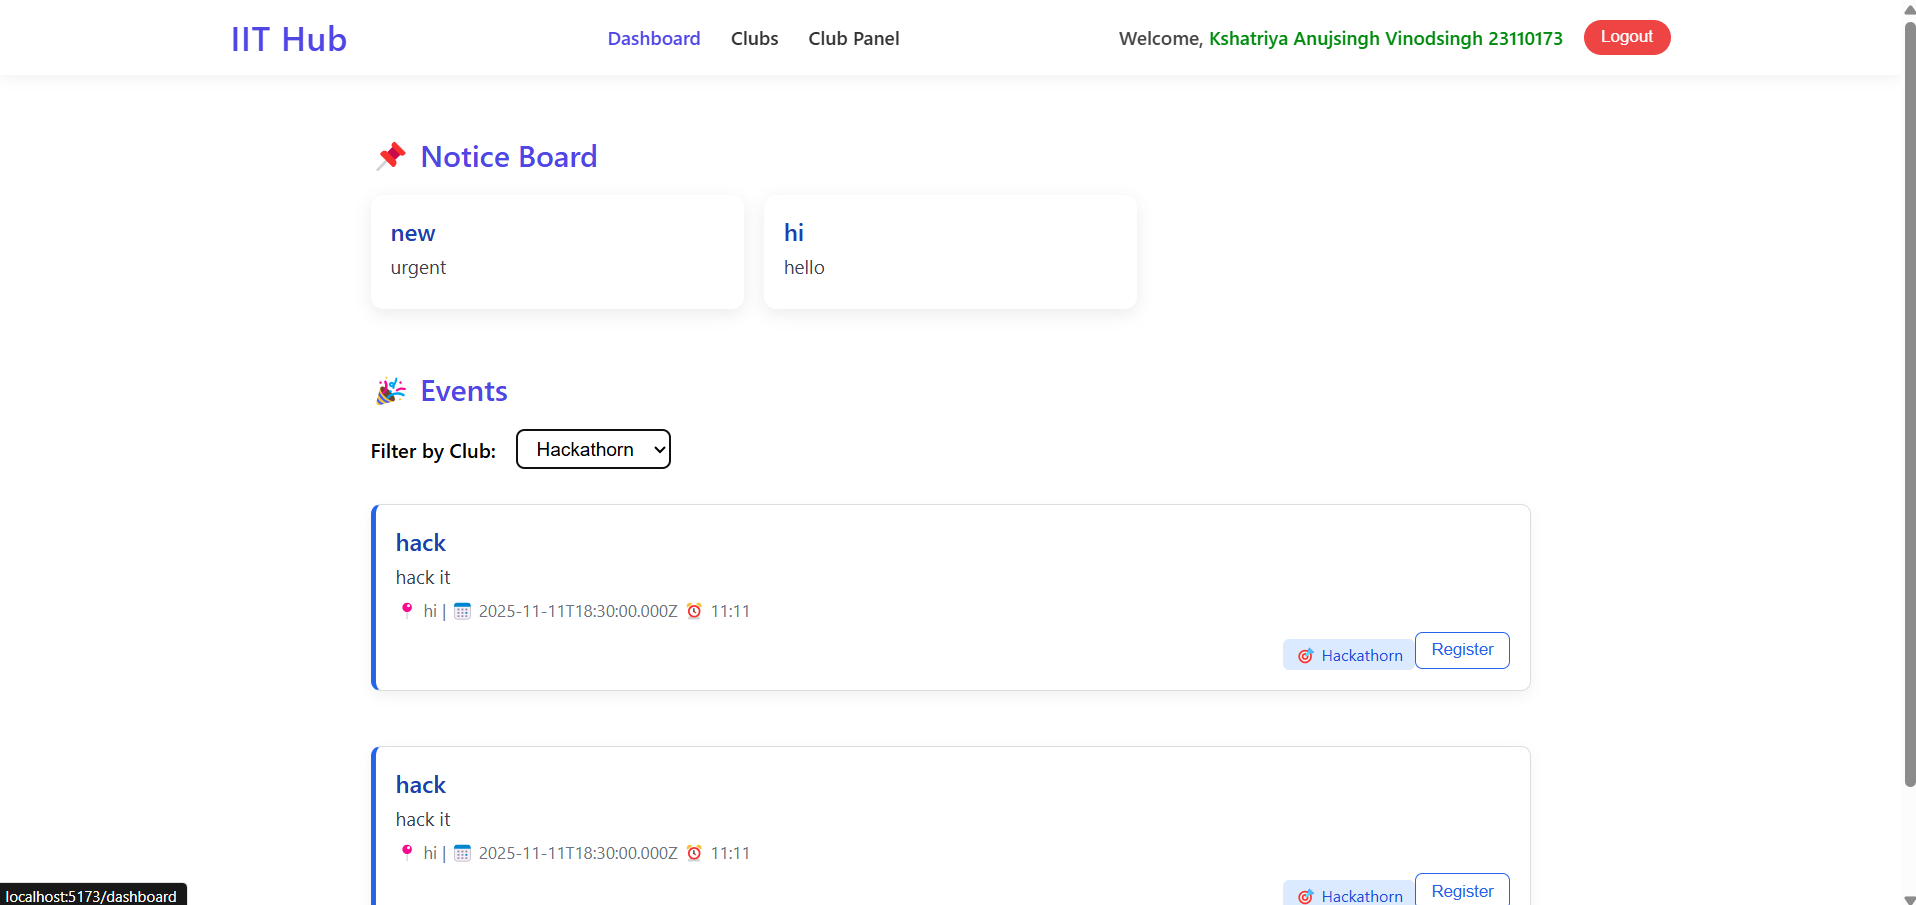 IIT Hub
Dashboard Clubs Club Panel
Welcome, Kshatriya Anujsingh Vinodsingh 23110173 Logout
Notice Board
new
urgent
hi
hello
Events
Filter by Club: Hackathorn
hack
hack it
hi | 2025-11-11T18:30:00.000Z 11:11
Hackathorn Register
hack
hack it
hi | 2025-11-11T18:30:00.000Z 11:11
Hackathorn Register
localhost:5173/dashboard